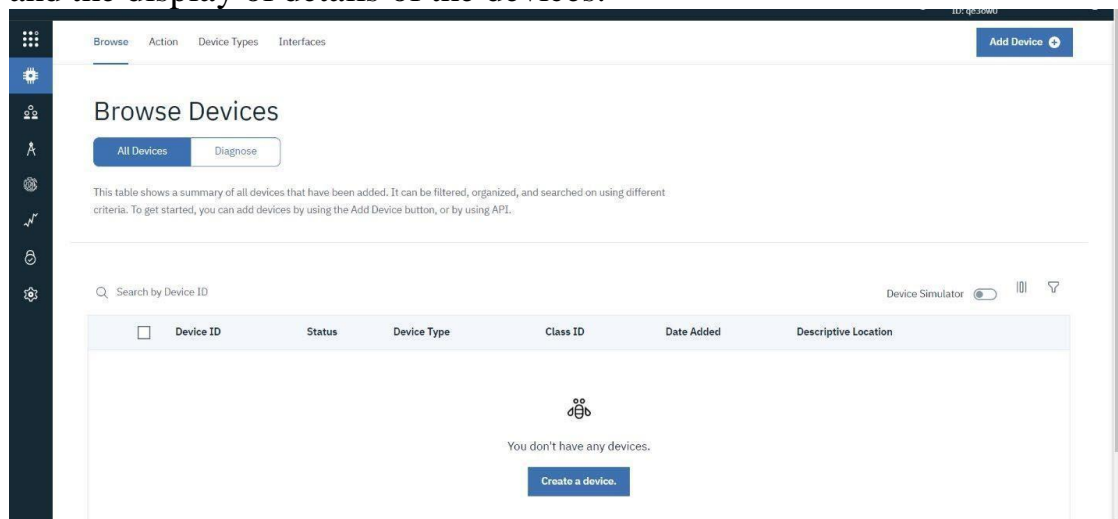 and the display of details of the devices.
ID: qe3ow0
Browse Action Device Types Interfaces
Add Device
Browse Devices
All Devices Diagnose
This table shows a summary of all devices that have been added. It can be filtered, organized, and searched on using different
criteria. To get started, you can add devices by using the Add Device button, or by using API.
Search by Device ID
Device Simulator
Device ID Status Device Type Class ID Date Added Descriptive Location
You don't have any devices.
Create a device.